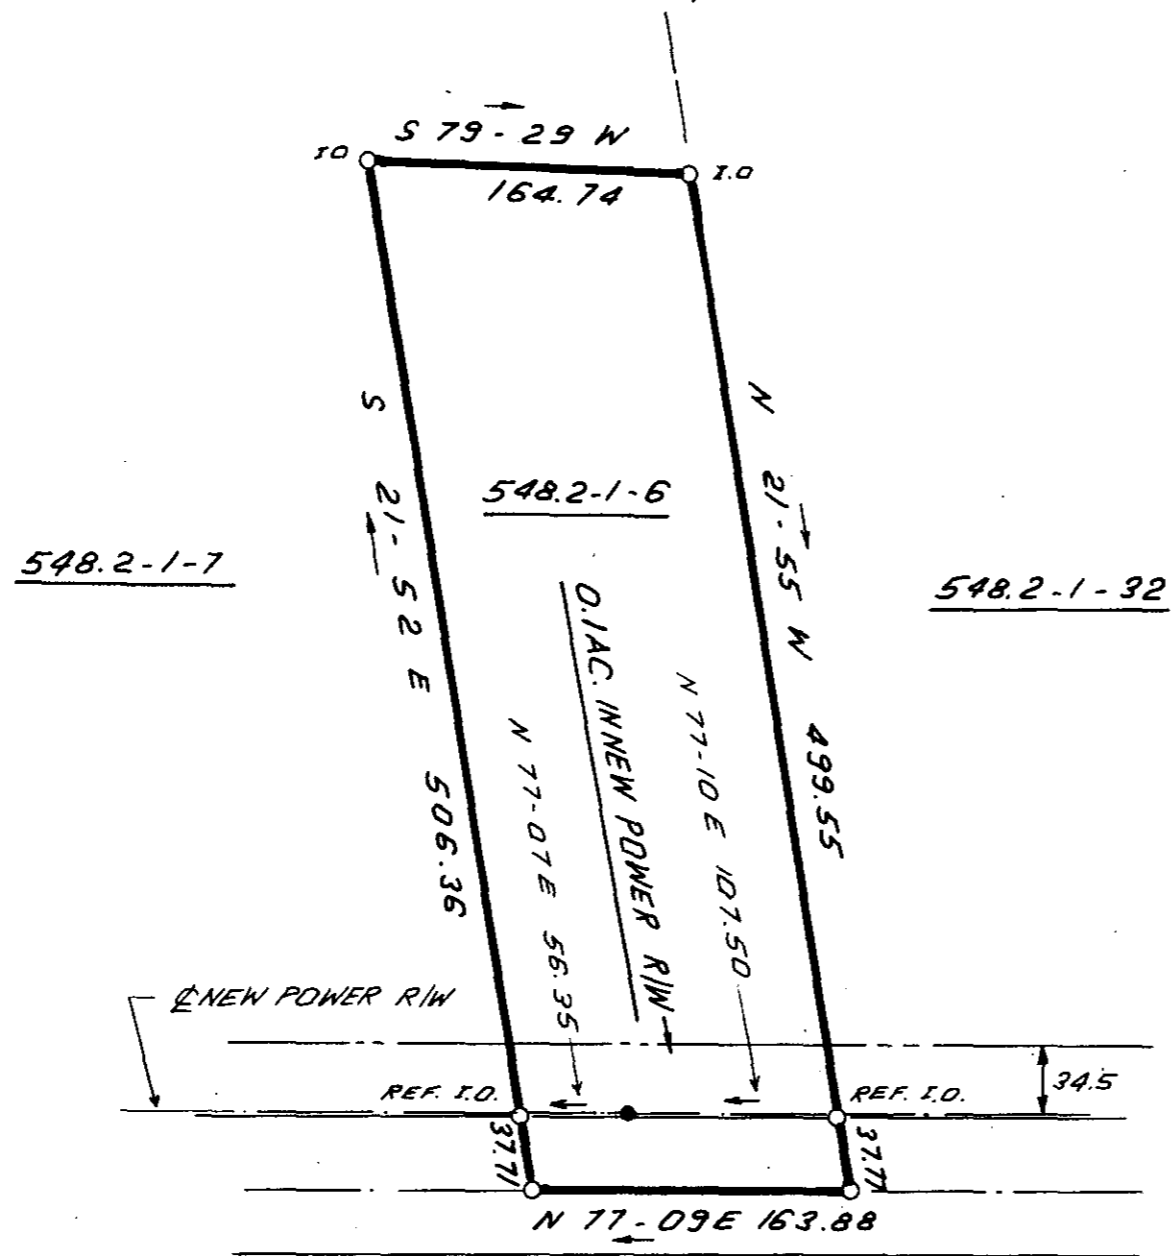 S 79-29 W
I.O
I.O
164.74
N 21-55 W 499.55
S 21-52 E 506.36
548.2-1-6
548.2-1-7
548.2-1-32
0.1AC. IN NEW POWER R/W
N 77-10 E 107.50
N 77-07 E 56.35
℄ NEW POWER R/W
REF. I.O.
REF. I.O.
34.5
37.71
37.77
N 77-09E 163.88